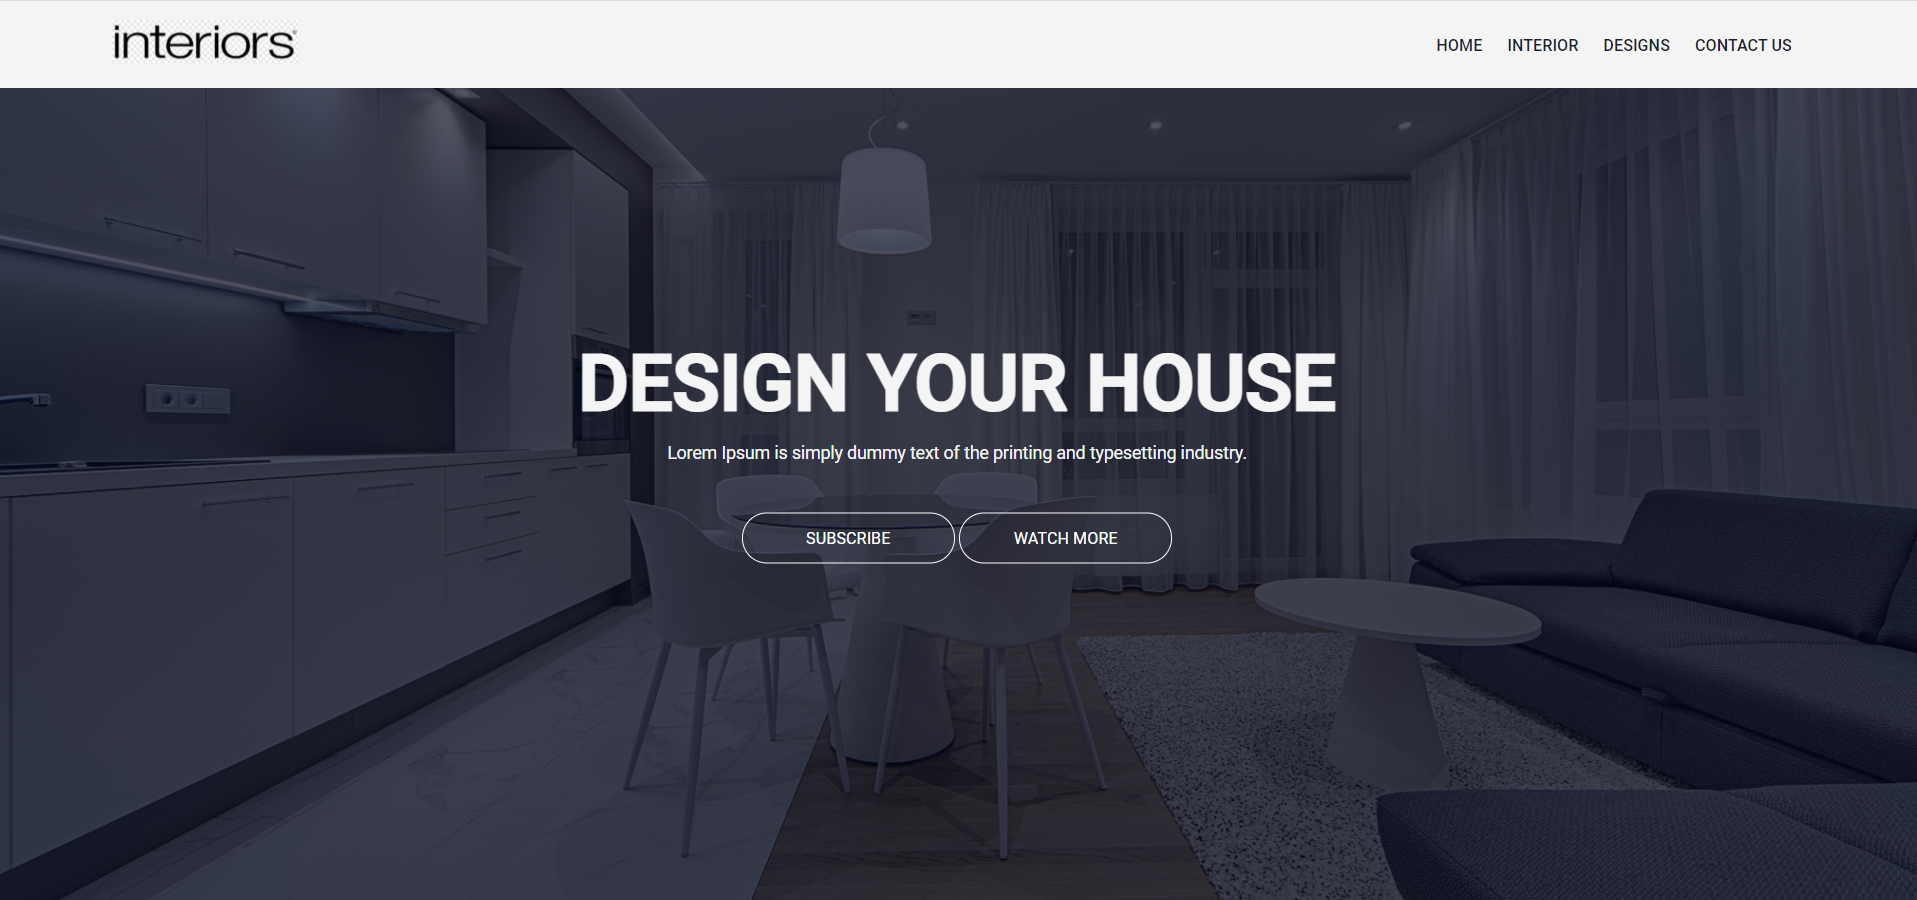 interiors
HOME INTERIOR DESIGNS CONTACT US
DESIGN YOUR HOUSE
Lorem Ipsum is simply dummy text of the printing and typesetting industry.
SUBSCRIBE WATCH MORE